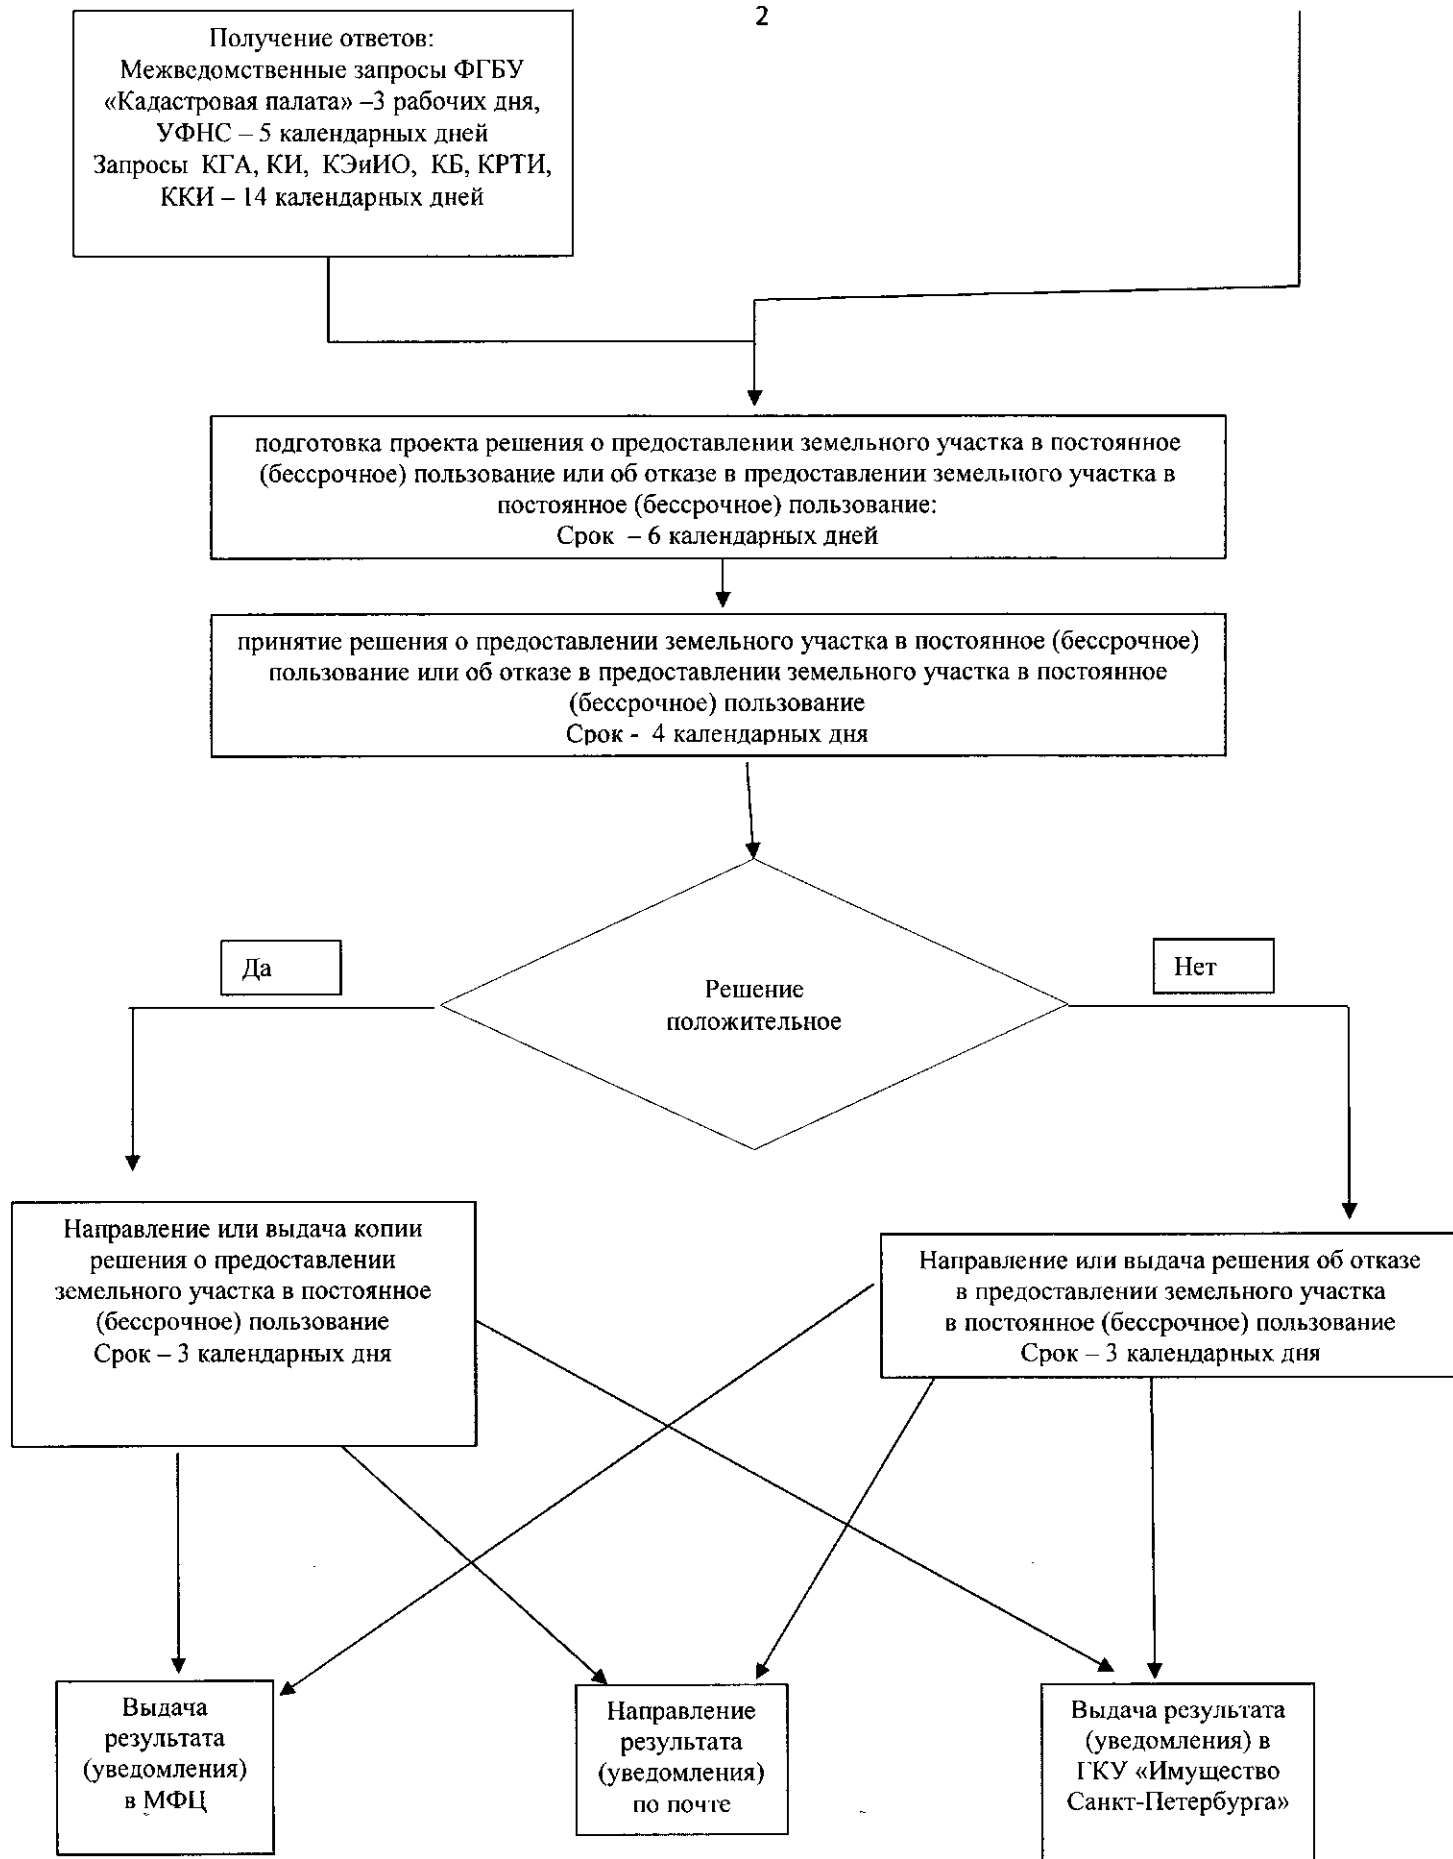 2
Получение ответов:
Межведомственные запросы ФГБУ
«Кадастровая палата» –3 рабочих дня,
УФНС – 5 календарных дней
Запросы КГА, КИ, КЭиИО, КБ, КРТИ,
ККИ – 14 календарных дней
подготовка проекта решения о предоставлении земельного участка в постоянное
(бессрочное) пользование или об отказе в предоставлении земельного участка в
постоянное (бессрочное) пользование:
Срок – 6 календарных дней
принятие решения о предоставлении земельного участка в постоянное (бессрочное)
пользование или об отказе в предоставлении земельного участка в постоянное
(бессрочное) пользование
Срок - 4 календарных дня
Да
Нет
Решение
положительное
Направление или выдача копии
решения о предоставлении
земельного участка в постоянное
(бессрочное) пользование
Срок – 3 календарных дня
Направление или выдача решения об отказе
в предоставлении земельного участка
в постоянное (бессрочное) пользование
Срок – 3 календарных дня
Выдача
результата
(уведомления)
в МФЦ
Направление
результата
(уведомления)
по почте
Выдача результата
(уведомления) в
ГКУ «Имущество
Санкт-Петербурга»